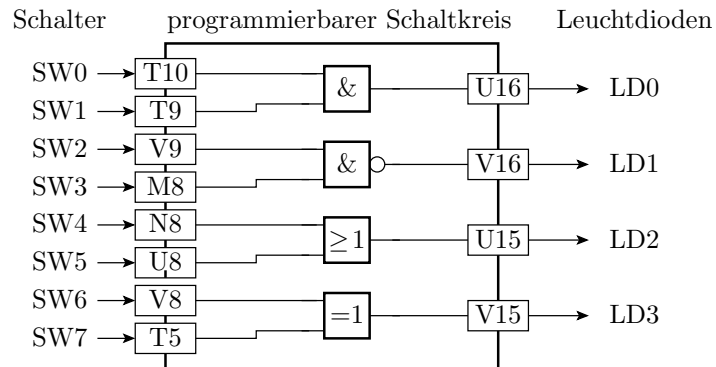 Schalter programmierbarer Schaltkreis Leuchtdioden
SW0 T10 & U16 LD0
SW1 T9
SW2 V9 & V16 LD1
SW3 M8
SW4 N8 ≥1 U15 LD2
SW5 U8
SW6 V8 =1 V15 LD3
SW7 T5